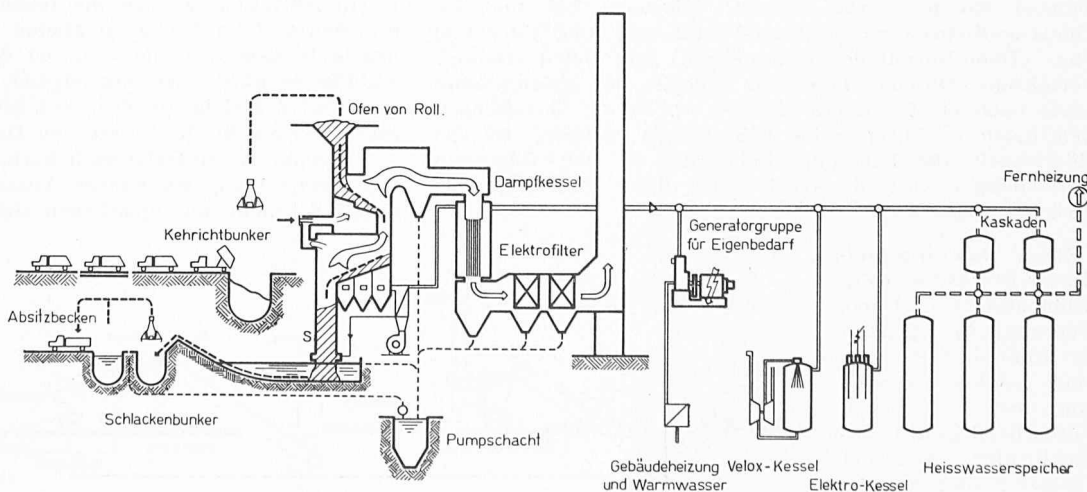 Ofen von Roll.
Dampfkessel
Fernheizung
Kehrichtbunker
Elektrofilter
Generatorgruppe
für Eigenbedarf
Kaskaden
Absitzbecken
S
Schlackenbunker
Pumpschacht
Gebäudeheizung
und Warmwasser
Velox-Kessel
Elektro-Kessel
Heisswasserspeicher